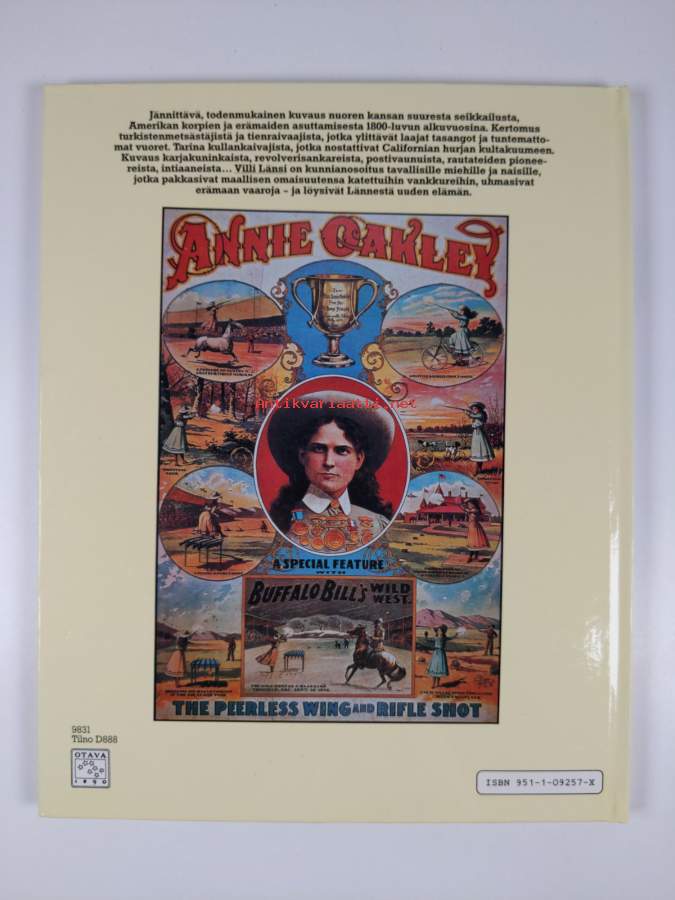 Jännittävä, todenmukainen kuvaus nuoren kansan suuresta seikkailusta,
Amerikan korpien ja erämaiden asuttamisesta 1800-luvun alkuvuosina. Kertomus
turkistenmetsästäjistä ja tienraivaajista, jotka ylittävät laajat tasangot ja tuntematto-
mat vuoret. Tarina kullankaivajista, jotka nostattivat Californian hurjan kultakuumeen.
Kuvaus karjakuninkaista, revolverisankareista, postivaunuista, rautateiden pionee-
reista, intiaaneista... Villi Länsi on kunnianosoitus tavallisille miehille ja naisille,
jotka pakkasivat maallisen omaisuutensa katettuihin vankkureihin, uhmasivat
erämaan vaaroja – ja löysivät Lännestä uuden elämän.
ANNIE OAKLEY
Antikvariaatti.net
A SPECIAL FEATURE
WITH
BUFFALO BILL'S WILD
WEST.
THE PEERLESS WING AND RIFLE SHOT
9831
Tilno D888
OTAVA
1890
ISBN 951-1-09257-X